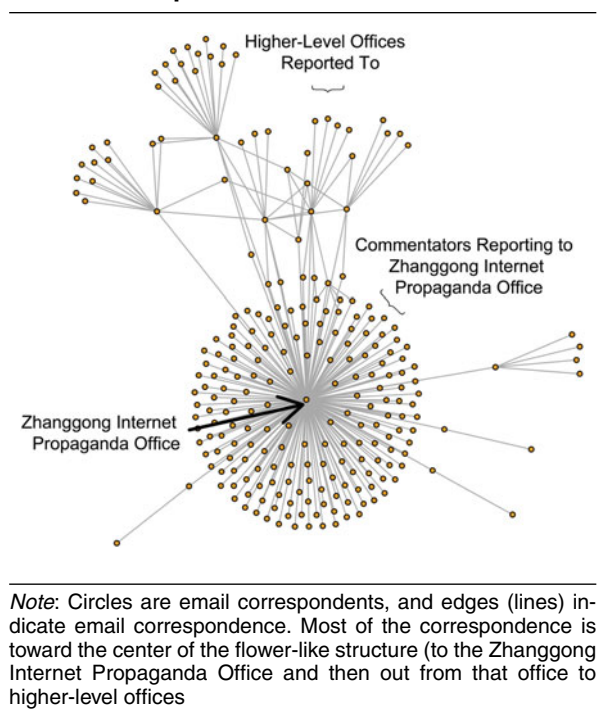 Higher-Level Offices
Reported To
Commentators Reporting to
Zhanggong Internet
Propaganda Office
Zhanggong Internet
Propaganda Office
Note: Circles are email correspondents, and edges (lines) in-
dicate email correspondence. Most of the correspondence is
toward the center of the flower-like structure (to the Zhanggong
Internet Propaganda Office and then out from that office to
higher-level offices